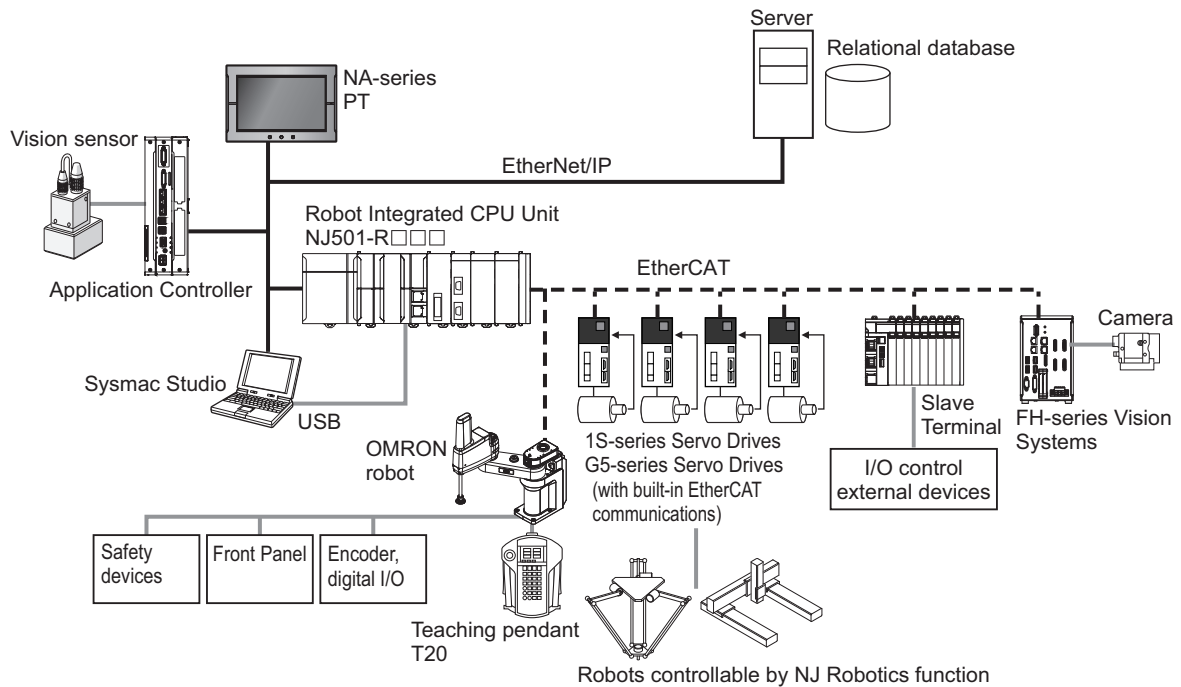 Server
Relational database
NA-series
PT
Vision sensor
EtherNet/IP
Robot Integrated CPU Unit
NJ501-R□□□
EtherCAT
Application Controller
Camera
Sysmac Studio
USB
Slave
Terminal
FH-series Vision
Systems
OMRON
robot
1S-series Servo Drives
G5-series Servo Drives
(with built-in EtherCAT
communications)
I/O control
external devices
Safety
devices
Front Panel
Encoder,
digital I/O
Teaching pendant
T20
Robots controllable by NJ Robotics function